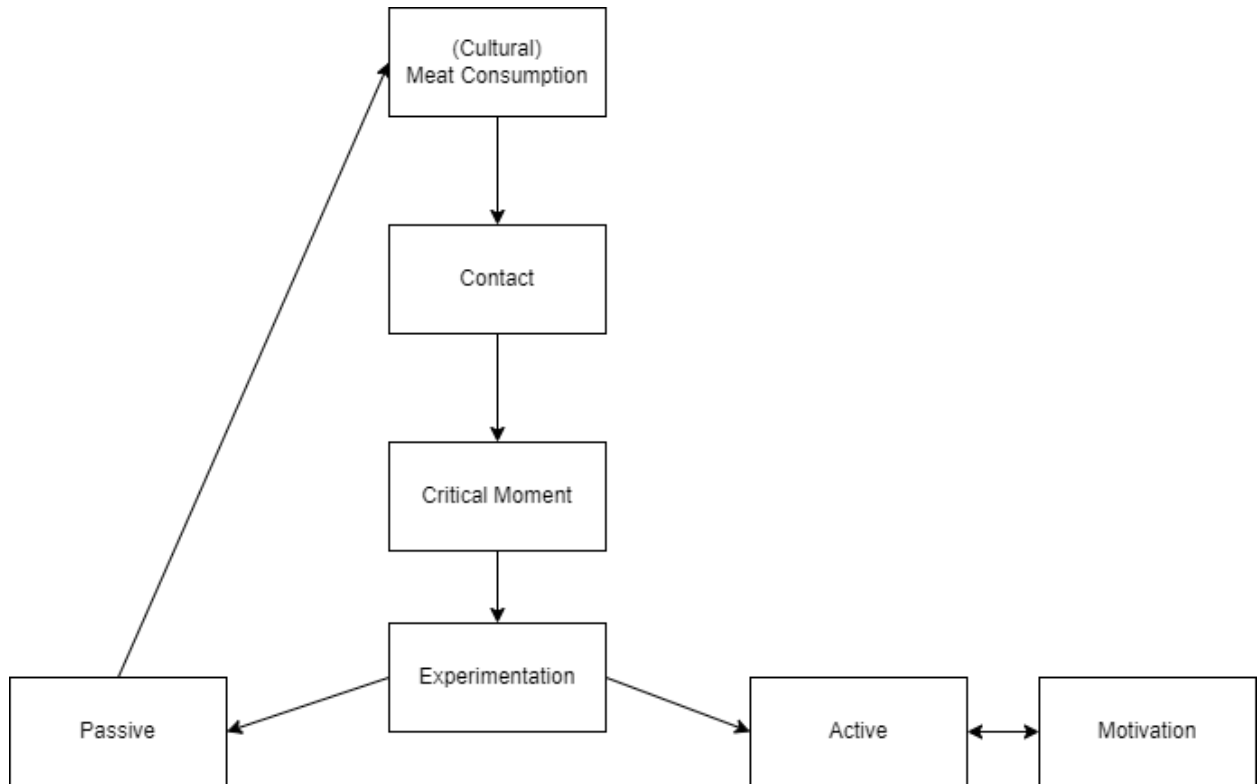 (Cultural)
Meat Consumption
Contact
Critical Moment
Experimentation
Passive
Active
Motivation